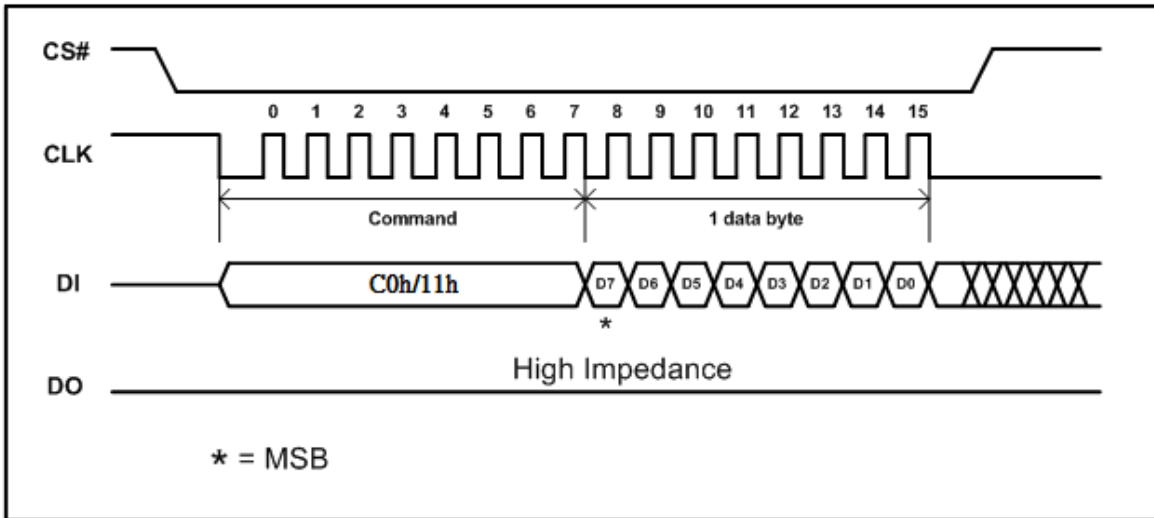 CS#
0 1 2 3 4 5 6 7 8 9 10 11 12 13 14 15
CLK
Command 1 data byte
DI C0h/11h D7 D6 D5 D4 D3 D2 D1 D0
*
High Impedance
DO
* = MSB